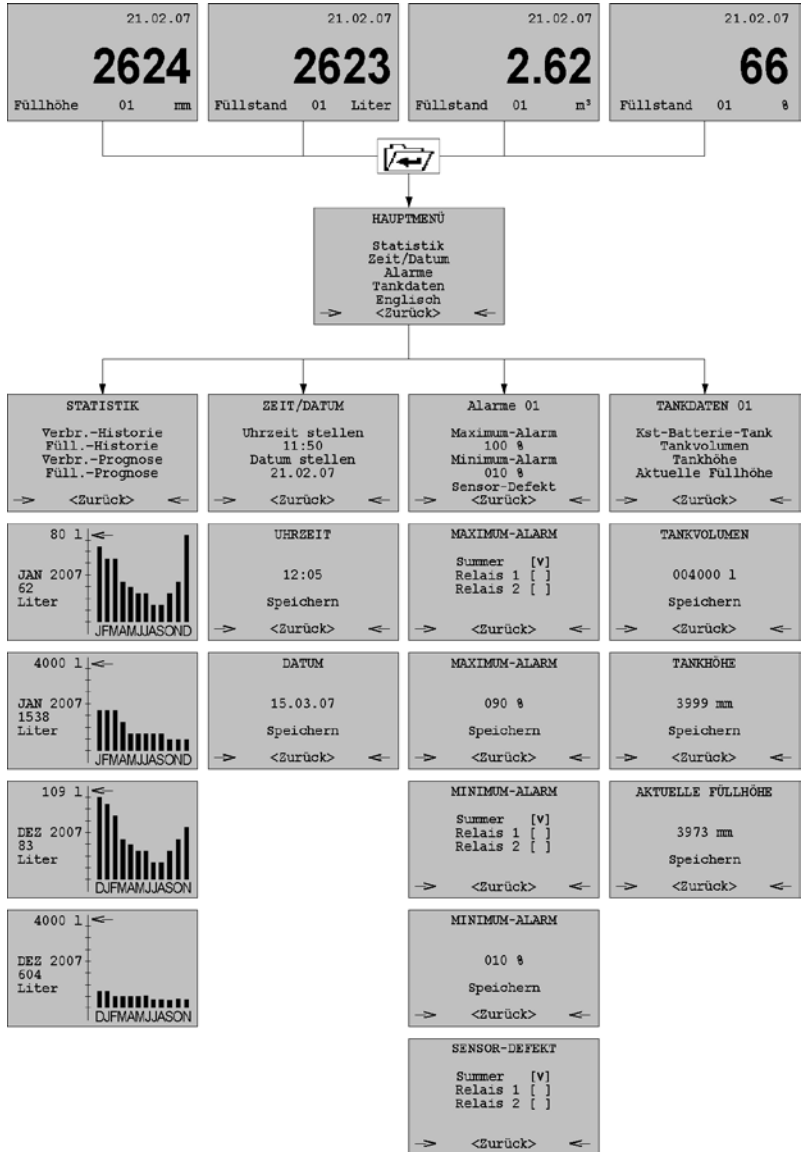 21.02.07
2624
Füllhöhe 01 mm
21.02.07
2623
Füllstand 01 Liter
21.02.07
2.62
Füllstand 01 m³
21.02.07
66
Füllstand 01 %
HAUPTMENÜ
Statistik
Zeit/Datum
Alarme
Tankdaten
Englisch
<Zurück>
STATISTIK
Verbr.-Historie
Füll.-Historie
Verbr.-Prognose
Füll.-Prognose
<Zurück>
ZEIT/DATUM
Uhrzeit stellen
11:50
Datum stellen
21.02.07
<Zurück>
Alarme 01
Maximum-Alarm
100 %
Minimum-Alarm
010 %
Sensor-Defekt
<Zurück>
TANKDATEN 01
Kst-Batterie-Tank
Tankvolumen
Tankhöhe
Aktuelle Füllhöhe
<Zurück>
80 l
JAN 2007
62
Liter
JFMAMJJASOND
UHRZEIT
12:05
Speichern
<Zurück>
MAXIMUM-ALARM
Summer [v]
Relais 1 [ ]
Relais 2 [ ]
<Zurück>
TANKVOLUMEN
004000 l
Speichern
<Zurück>
4000 l
JAN 2007
1538
Liter
JFMAMJJASOND
DATUM
15.03.07
Speichern
<Zurück>
MAXIMUM-ALARM
090 %
Speichern
<Zurück>
TANKHÖHE
3999 mm
Speichern
<Zurück>
109 l
DEZ 2007
83
Liter
DJFMAMJJASON
MINIMUM-ALARM
Summer [v]
Relais 1 [ ]
Relais 2 [ ]
<Zurück>
AKTUELLE FÜLLHÖHE
3973 mm
Speichern
<Zurück>
4000 l
DEZ 2007
604
Liter
DJFMAMJJASON
MINIMUM-ALARM
010 %
Speichern
<Zurück>
SENSOR-DEFEKT
Summer [v]
Relais 1 [ ]
Relais 2 [ ]
<Zurück>